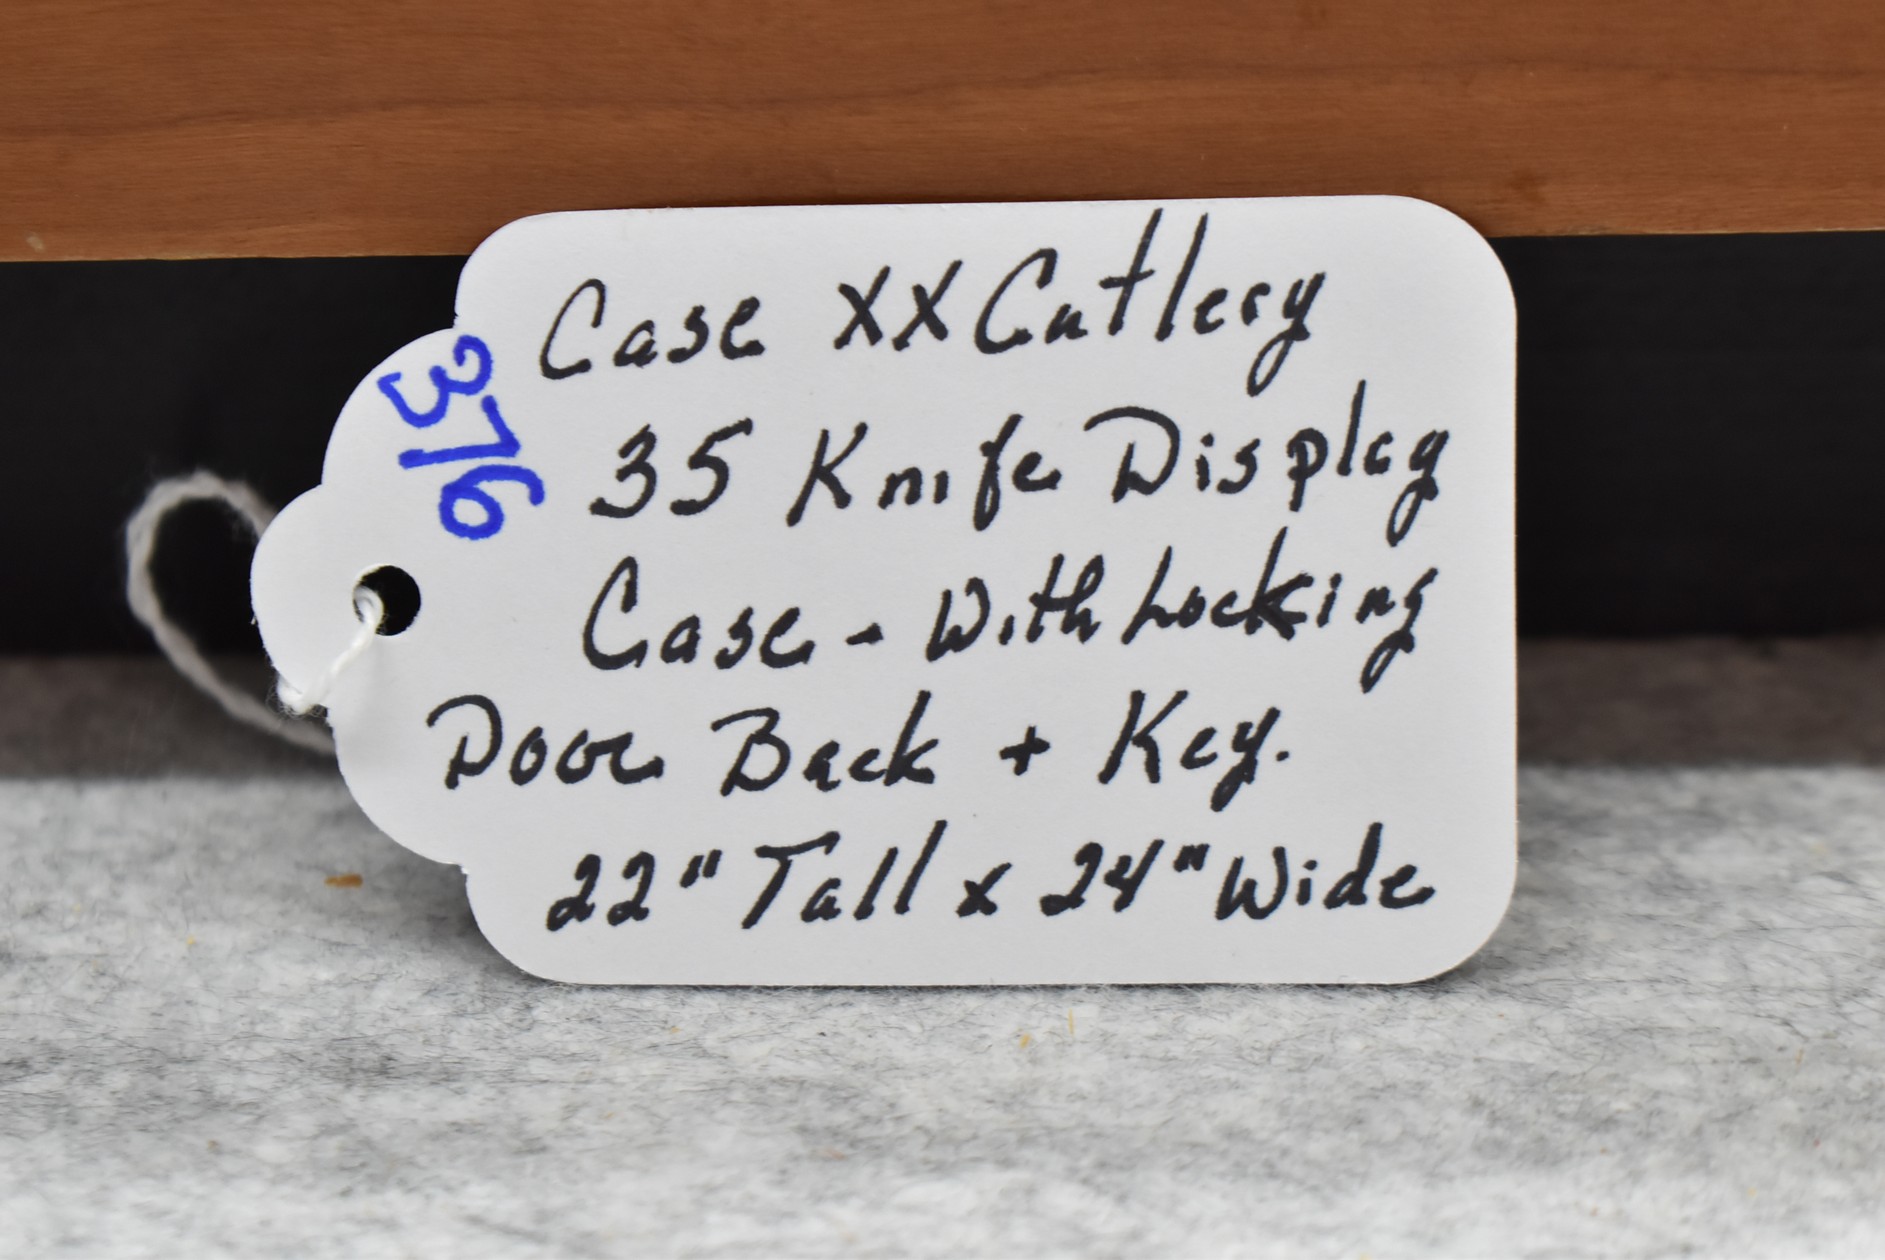 376
Case XX Cutlery
35 Knife Display
Case - With Locking
Door Back + Key.
22" Tall x 24" Wide